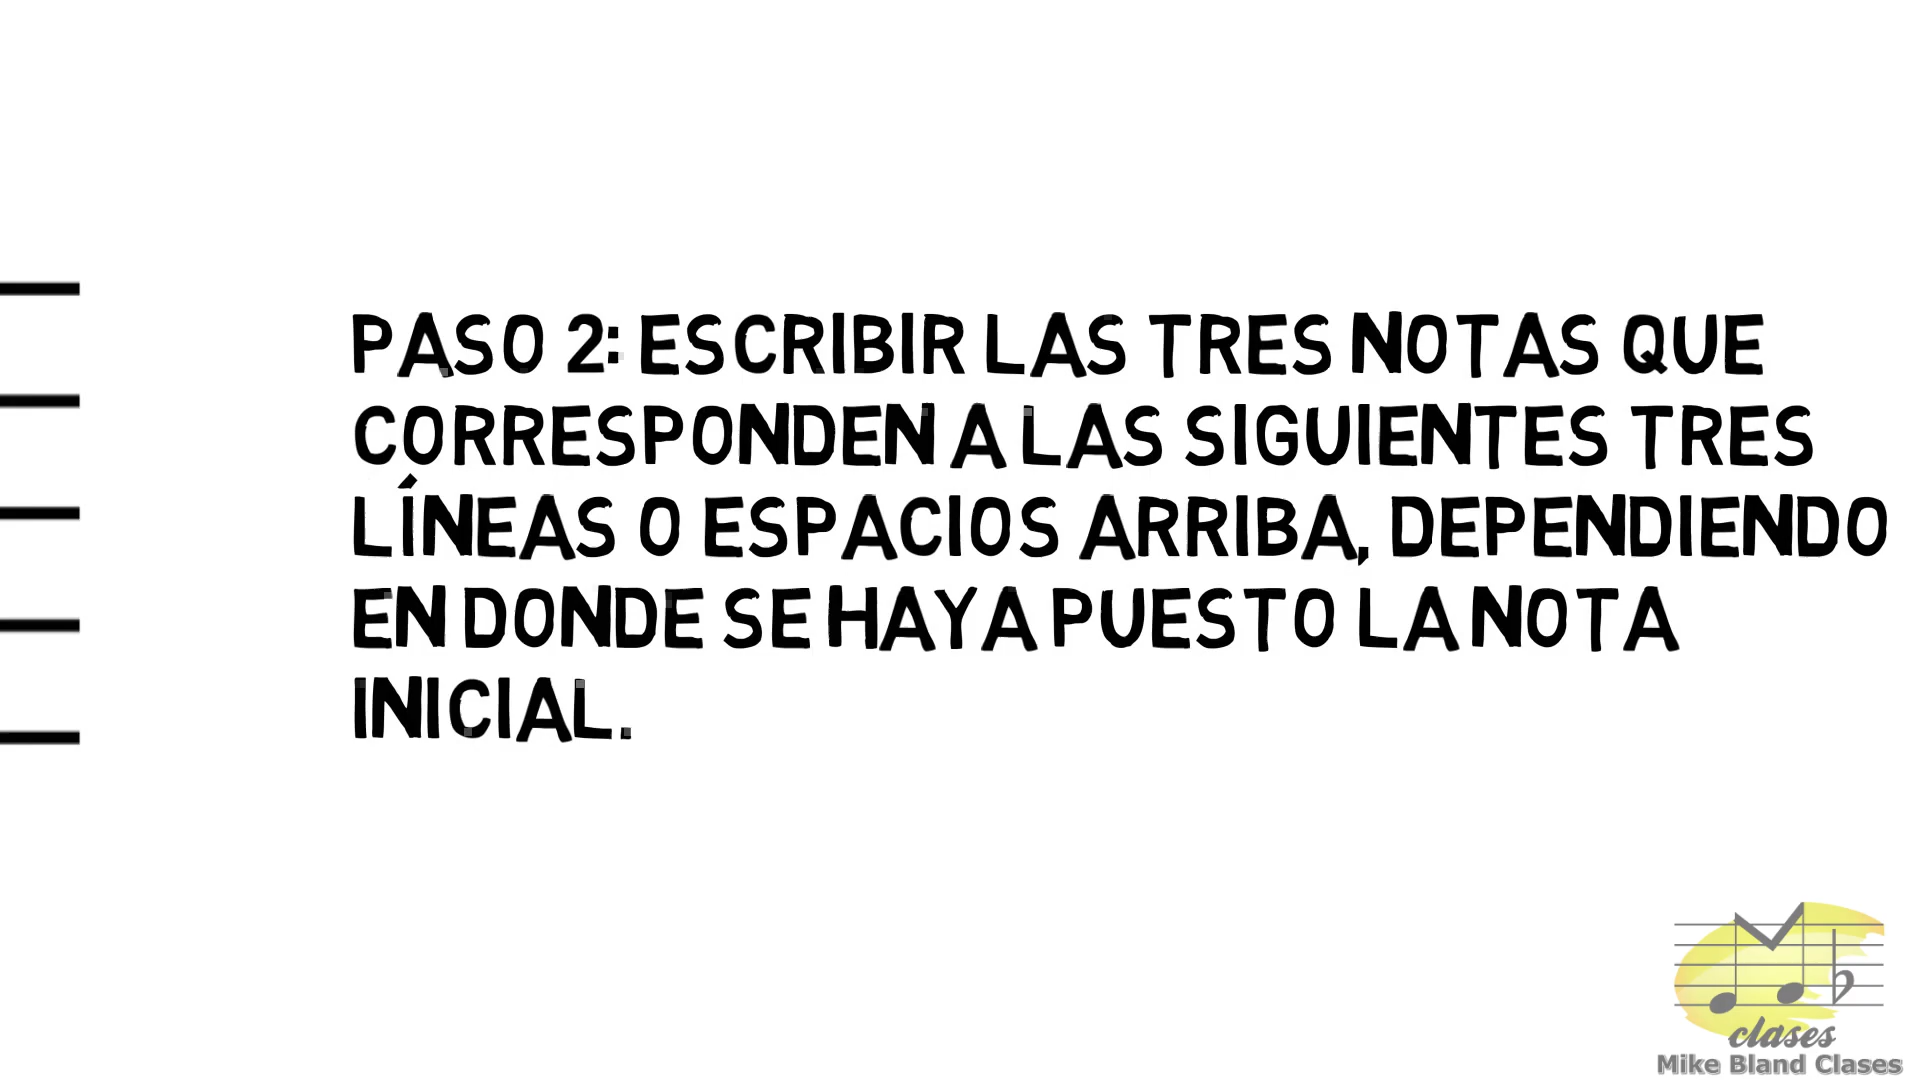 PASO 2: ESCRIBIR LAS TRES NOTAS QUE
CORRESPONDEN A LAS SIGUIENTES TRES
LÍNEAS O ESPACIOS ARRIBA, DEPENDIENDO
EN DONDE SE HAYA PUESTO LA NOTA
INICIAL.
clases
Mike Bland Clases